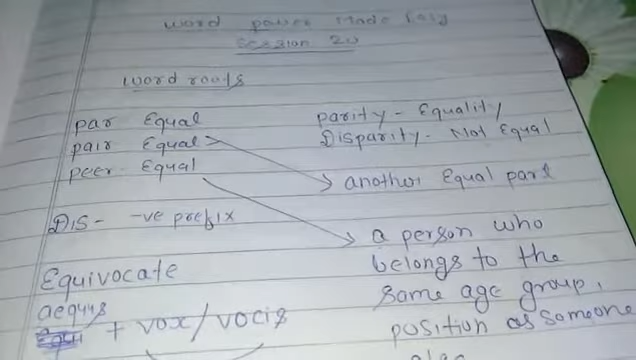 word power made Easy
Session 20
word roots
par Equal
pair Equal
peer - Equal
parity - Equality
Disparity - Not Equal
another Equal part
DIS - -ve prefix
a person who
belongs to the
same age group,
position as someone
Equivocate
aequus
+ vox/vocis